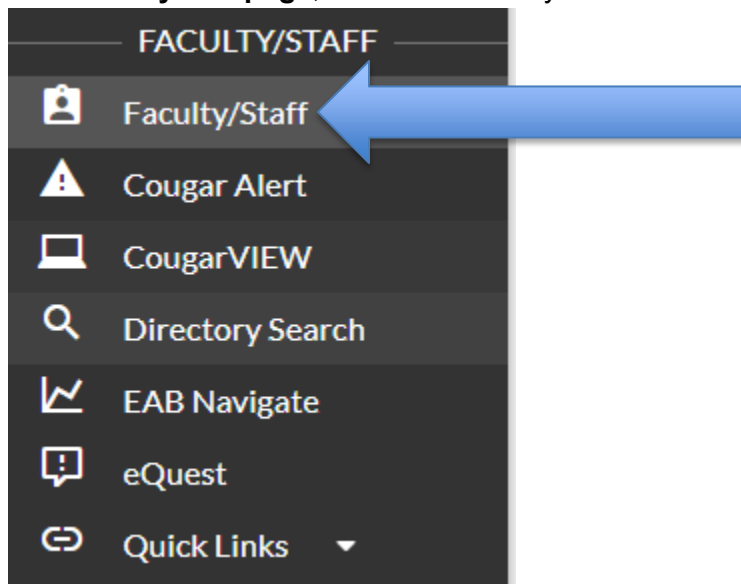 FACULTY/STAFF
Faculty/Staff
Cougar Alert
CougarVIEW
Directory Search
EAB Navigate
eQuest
Quick Links